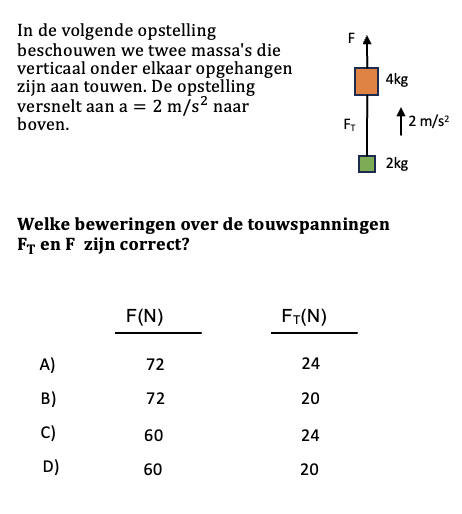 In de volgende opstelling
beschouwen we twee massa's die
verticaal onder elkaar opgehangen
zijn aan touwen. De opstelling
versnelt aan a = 2 m/s² naar
boven.
F
4kg
F_T
2 m/s²
2kg
Welke beweringen over de touwspanningen
F_T en F zijn correct?
F(N) F_T(N)
A) 72 24
B) 72 20
C) 60 24
D) 60 20